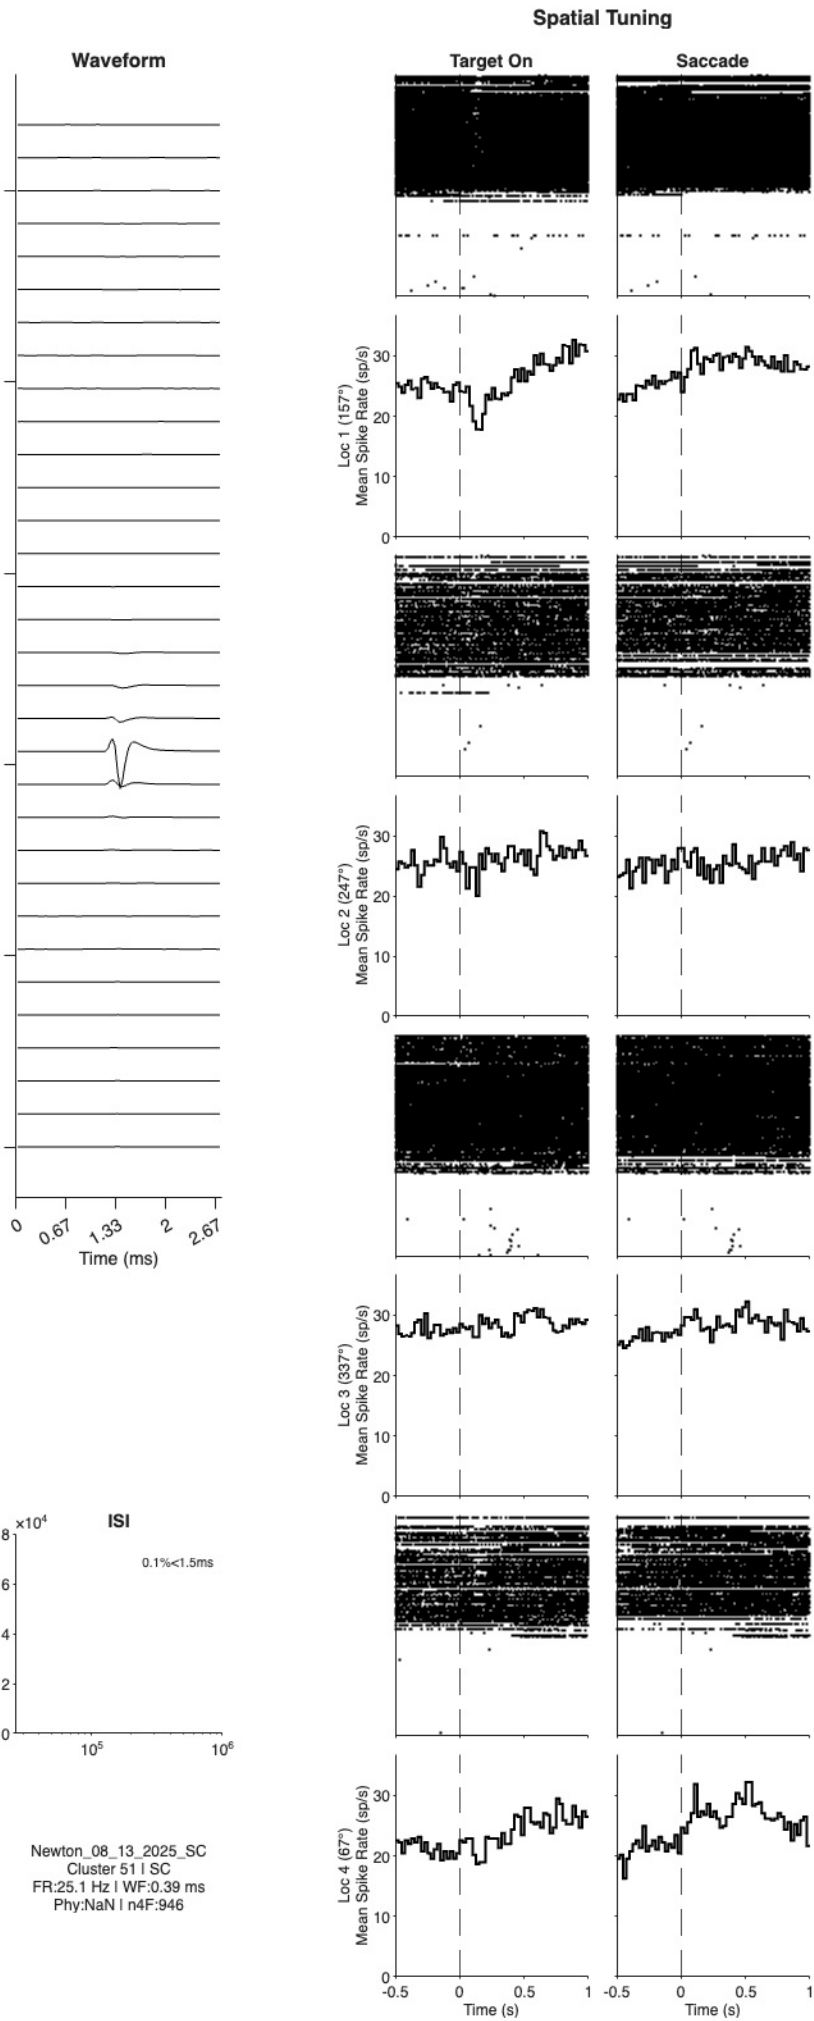 Spatial Tuning
Waveform
Target On
Saccade
30
20
10
0
Loc 1 (157°)
Mean Spike Rate (sp/s)
30
20
10
0
Loc 2 (247°)
Mean Spike Rate (sp/s)
0
0.67
1.33
2
2.67
Time (ms)
30
20
10
0
Loc 3 (337°)
Mean Spike Rate (sp/s)
ISI
×10⁴
8
6
4
2
0
0.1%<1.5ms
10⁵
10⁶
30
20
10
0
Loc 4 (67°)
Mean Spike Rate (sp/s)
-0.5
0
0.5
1
Time (s)
-0.5
0
0.5
1
Time (s)
Newton_08_13_2025_SC
Cluster 51 | SC
FR:25.1 Hz | WF:0.39 ms
Phy:NaN | n4F:946